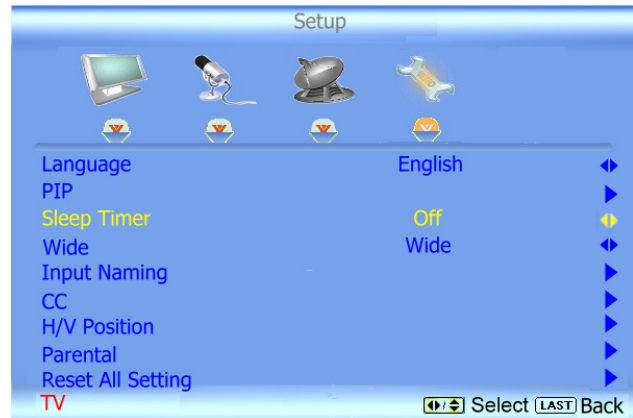 Setup
Language English
PIP
Sleep Timer Off
Wide Wide
Input Naming
CC
H/V Position
Parental
Reset All Setting
TV Select LAST Back